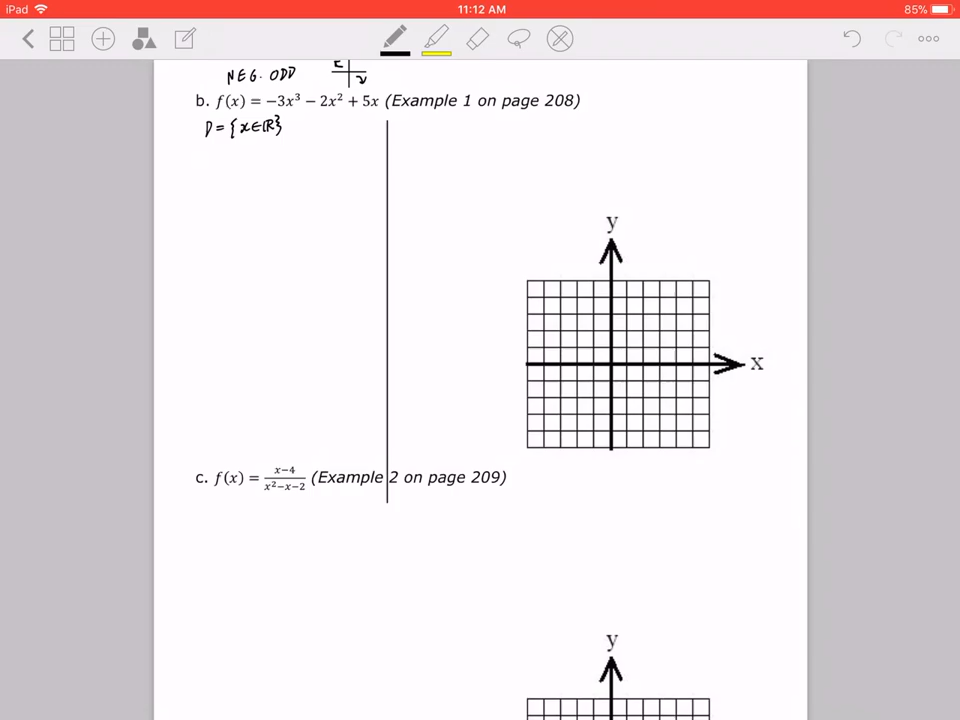 iPad 11:12 AM 85%
NEG. ODD
b. f(x) = −3x³ − 2x² + 5x (Example 1 on page 208)
D = {x∈ℝ}
y
x
c. f(x) = x−4 / x²−x−2 (Example 2 on page 209)
y